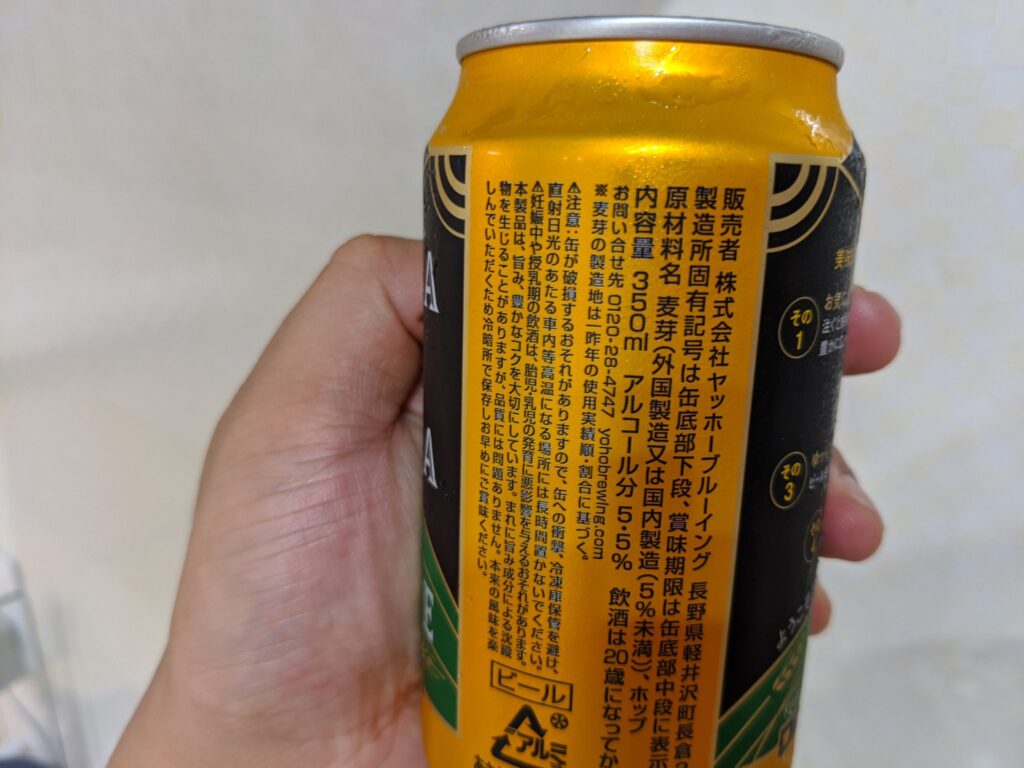 販売者 株式会社ヤッホーブルーイング 長野県軽井沢町長倉
製造所固有記号は缶底部下段、賞味期限は缶底部中段に表示
原材料名 麦芽(外国製造又は国内製造(5%未満))、ホップ
内容量 350ml アルコール分 5・5% 飲酒は20歳になってか
お問い合せ先 0120-28-4747 yohobrewing.com
※麦芽の製造地は一昨年の使用実績順・割合に基づく。
⚠注意:缶が破損するおそれがありますので、缶への衝撃、冷凍庫保管を避け、
直射日光のあたる車内等高温になる場所には長時間置かないでください。
⚠妊娠中や授乳期の飲酒は、胎児・乳児の発育に悪影響を与えるおそれがあります。
本製品は、旨み、豊かなコクを大切にしています。まれに旨み成分による沈殿
物を生じることがありますが、品質には問題ありません。本来の風味を楽
しんでいただくため冷暗所で保存しお早めにご賞味ください。
ビール
アルミ
その1
その3
A
A
E